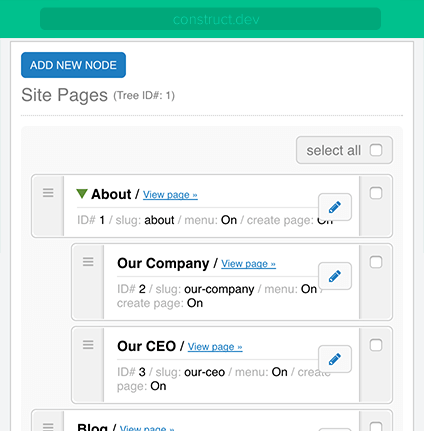 construct.dev
ADD NEW NODE
Site Pages (Tree ID#: 1)
select all
About / View page »
ID# 1 / slug: about / menu: On / create page: On
Our Company / View page »
ID# 2 / slug: our-company / menu: On /
create page: On
Our CEO / View page »
ID# 3 / slug: our-ceo / menu: On / create
page: On
Blog / View page »